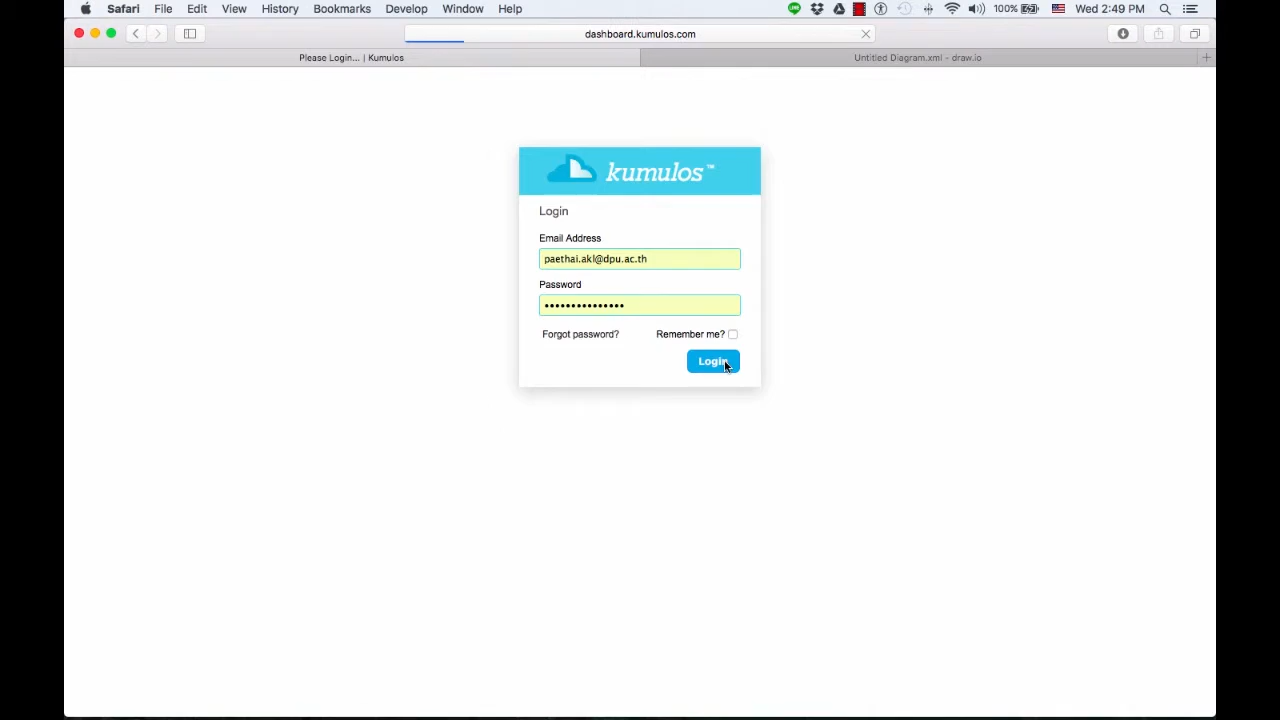 Safari File Edit View History Bookmarks Develop Window Help 100% Wed 2:49 PM
dashboard.kumulos.com
Please Login... | Kumulos Untitled Diagram.xml - draw.io
kumulos™
Login
Email Address
paethai.akl@dpu.ac.th
Password
•••••••••••••••
Forgot password? Remember me?
Login